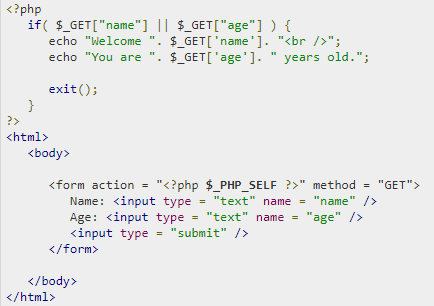 <?php
   if( $_GET["name"] || $_GET["age"] ) {
      echo "Welcome ". $_GET['name']. "<br />";
      echo "You are ". $_GET['age']. " years old.";

      exit();
   }
?>
<html>
   <body>

      <form action = "<?php $_PHP_SELF ?>" method = "GET">
         Name: <input type = "text" name = "name" />
         Age: <input type = "text" name = "age" />
         <input type = "submit" />
      </form>

   </body>
</html>